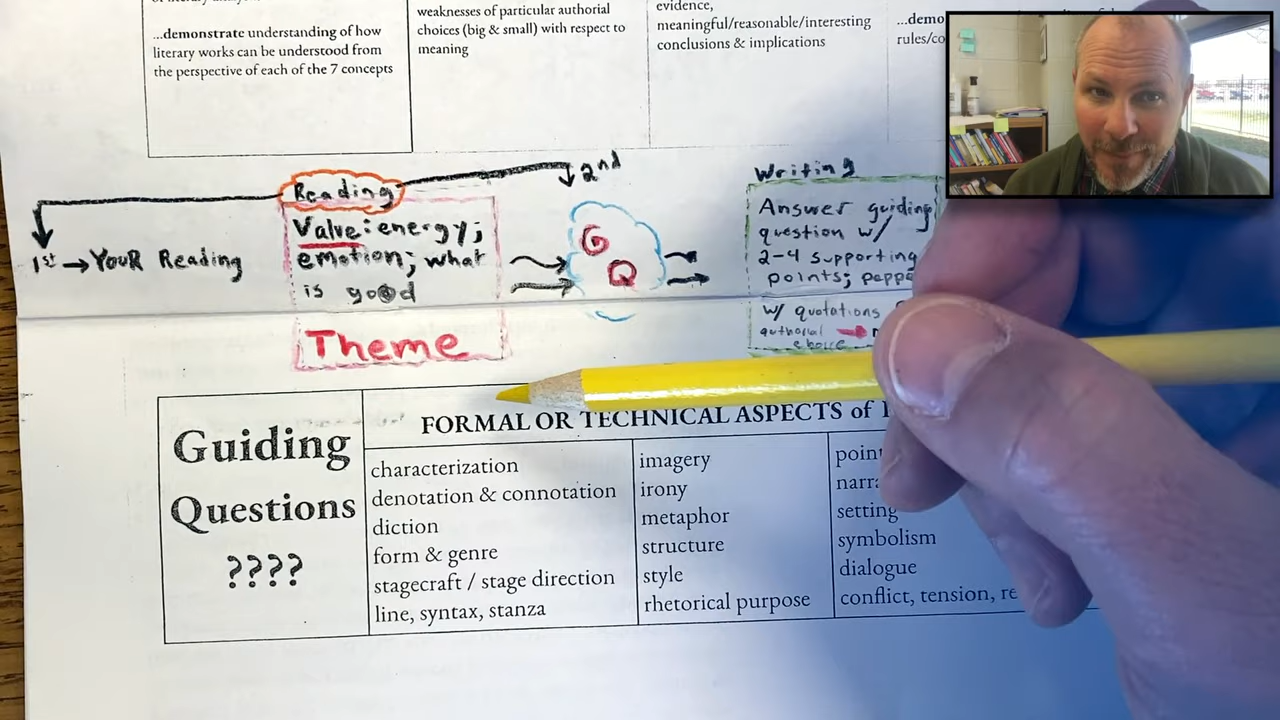 ...demonstrate understanding of how
literary works can be understood from
the perspective of each of the 7 concepts
weaknesses of particular authorial
choices (big & small) with respect to
meaning
evidence,
meaningful/reasonable/interesting
conclusions & implications
...demo
rules/co
Reading
2nd
1st → YouR Reading
Value: energy;
emotion; what
is good
Theme
G
Q
Writing
Answer guiding
question w/
2-4 supporting
points; peppe
w/ quotations
authorial →
choice
Guiding
Questions
????
FORMAL OR TECHNICAL ASPECTS of
characterization
denotation & connotation
diction
form & genre
stagecraft / stage direction
line, syntax, stanza
imagery
irony
metaphor
structure
style
rhetorical purpose
point
narra
setting
symbolism
dialogue
conflict, tension, re